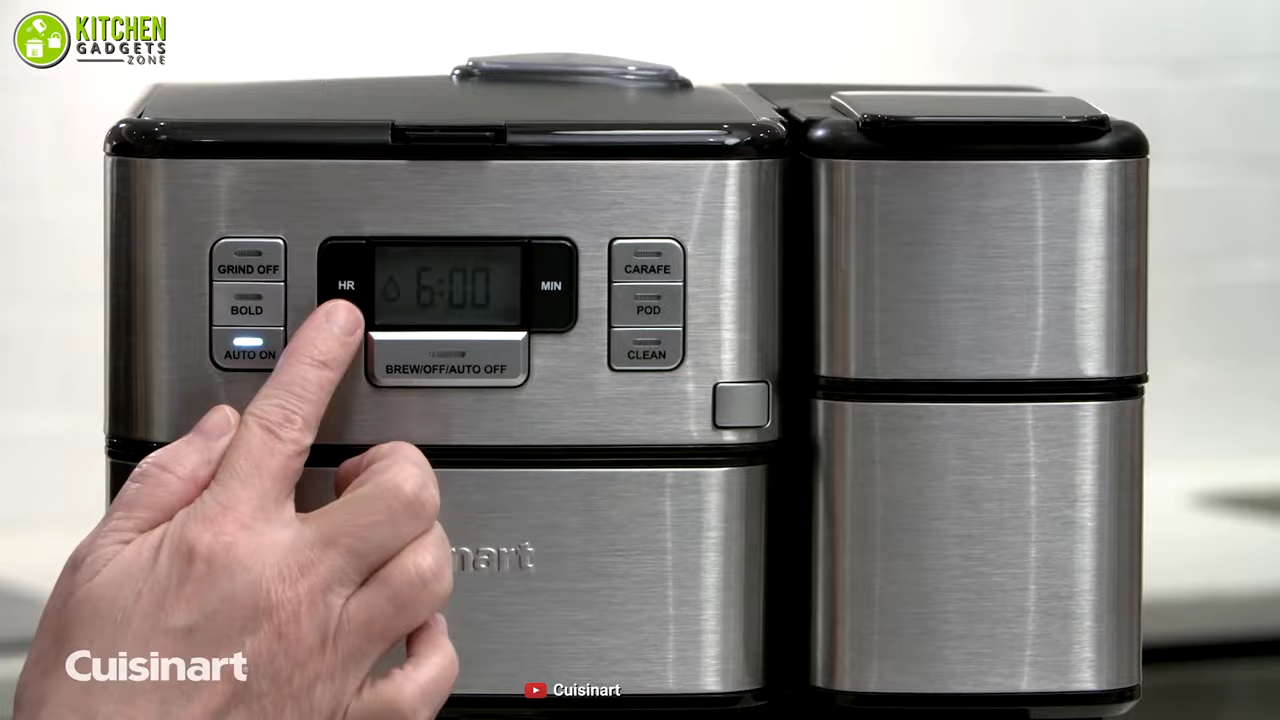 KITCHEN
GADGETS
ZONE
GRIND OFF
BOLD
AUTO ON
HR
6:00
MIN
BREW/OFF/AUTO OFF
CARAFE
POD
CLEAN
nart
Cuisinart
Cuisinart